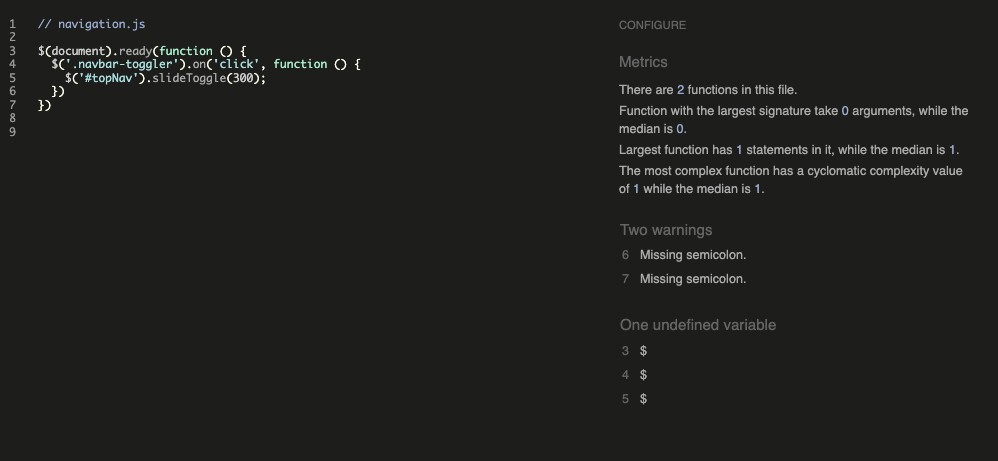 1 // navigation.js
2
3 $(document).ready(function () {
4   $('.navbar-toggler').on('click', function () {
5     $('#topNav').slideToggle(300);
6   })
7 })
8
9
CONFIGURE
Metrics
There are 2 functions in this file.
Function with the largest signature take 0 arguments, while the
median is 0.
Largest function has 1 statements in it, while the median is 1.
The most complex function has a cyclomatic complexity value
of 1 while the median is 1.
Two warnings
6 Missing semicolon.
7 Missing semicolon.
One undefined variable
3 $
4 $
5 $